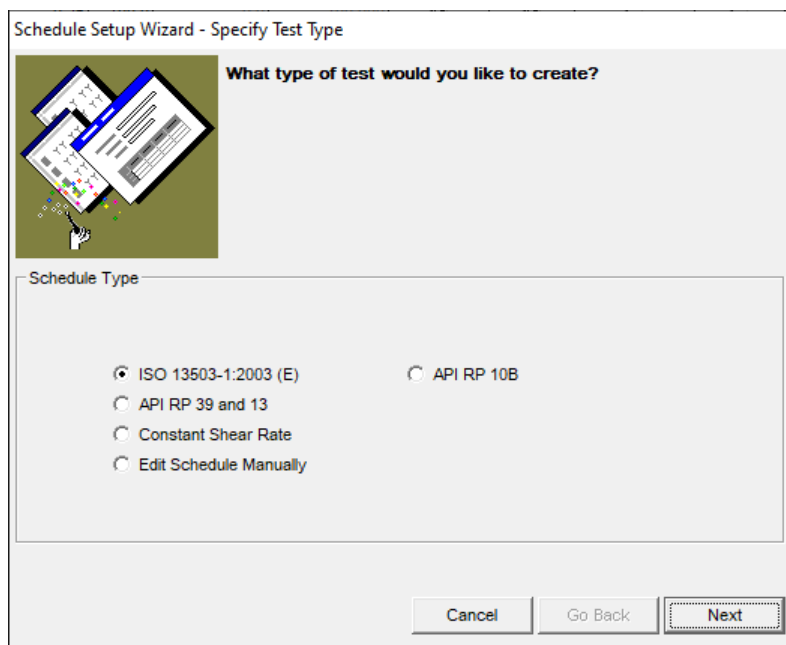 Schedule Setup Wizard - Specify Test Type
What type of test would you like to create?
Schedule Type
ISO 13503-1:2003 (E)
API RP 10B
API RP 39 and 13
Constant Shear Rate
Edit Schedule Manually
Cancel
Go Back
Next